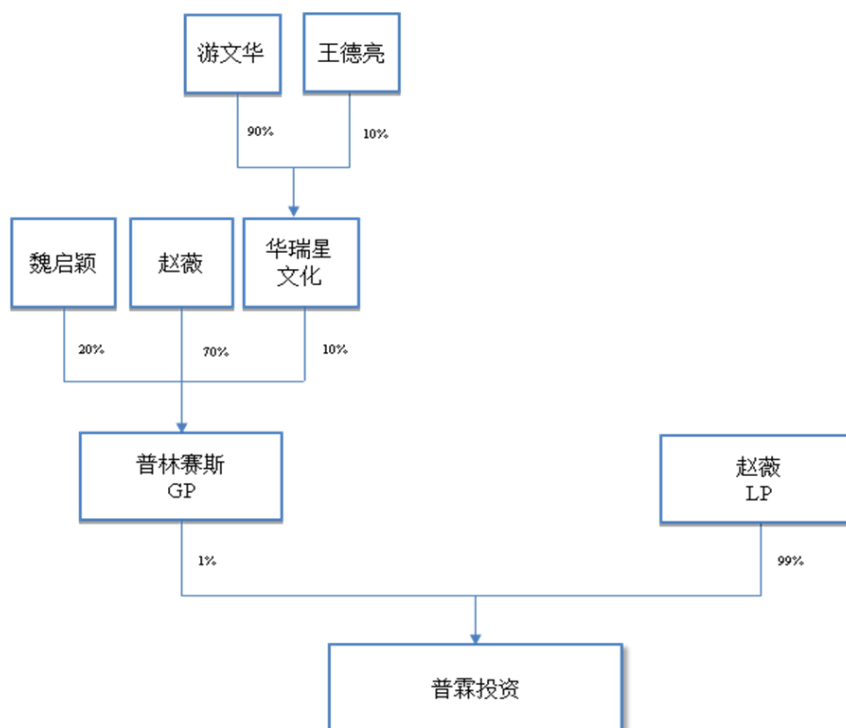 游文华
王德亮
90%
10%
魏启颖
赵薇
华瑞星
文化
20%
70%
10%
普林赛斯
GP
赵薇
LP
1%
99%
普霖投资